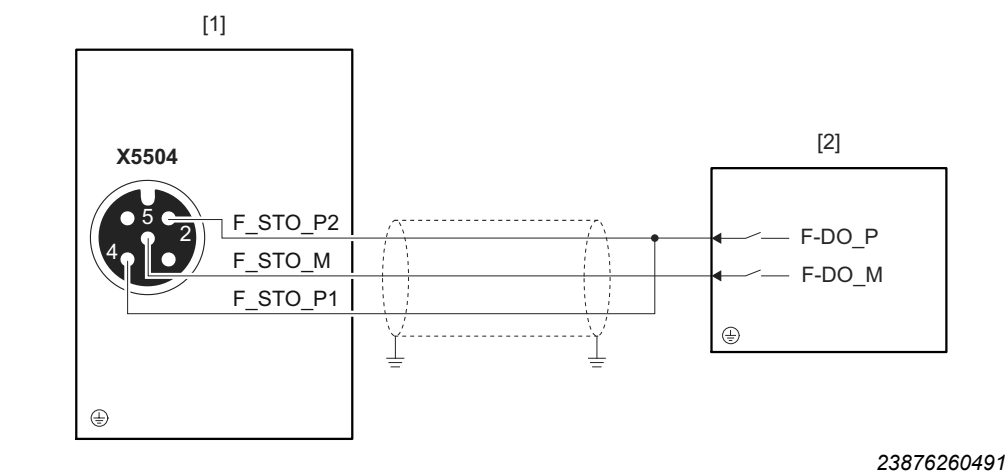 [1]
[2]
X5504
5
2
4
F_STO_P2
F_STO_M
F_STO_P1
F-DO_P
F-DO_M
23876260491